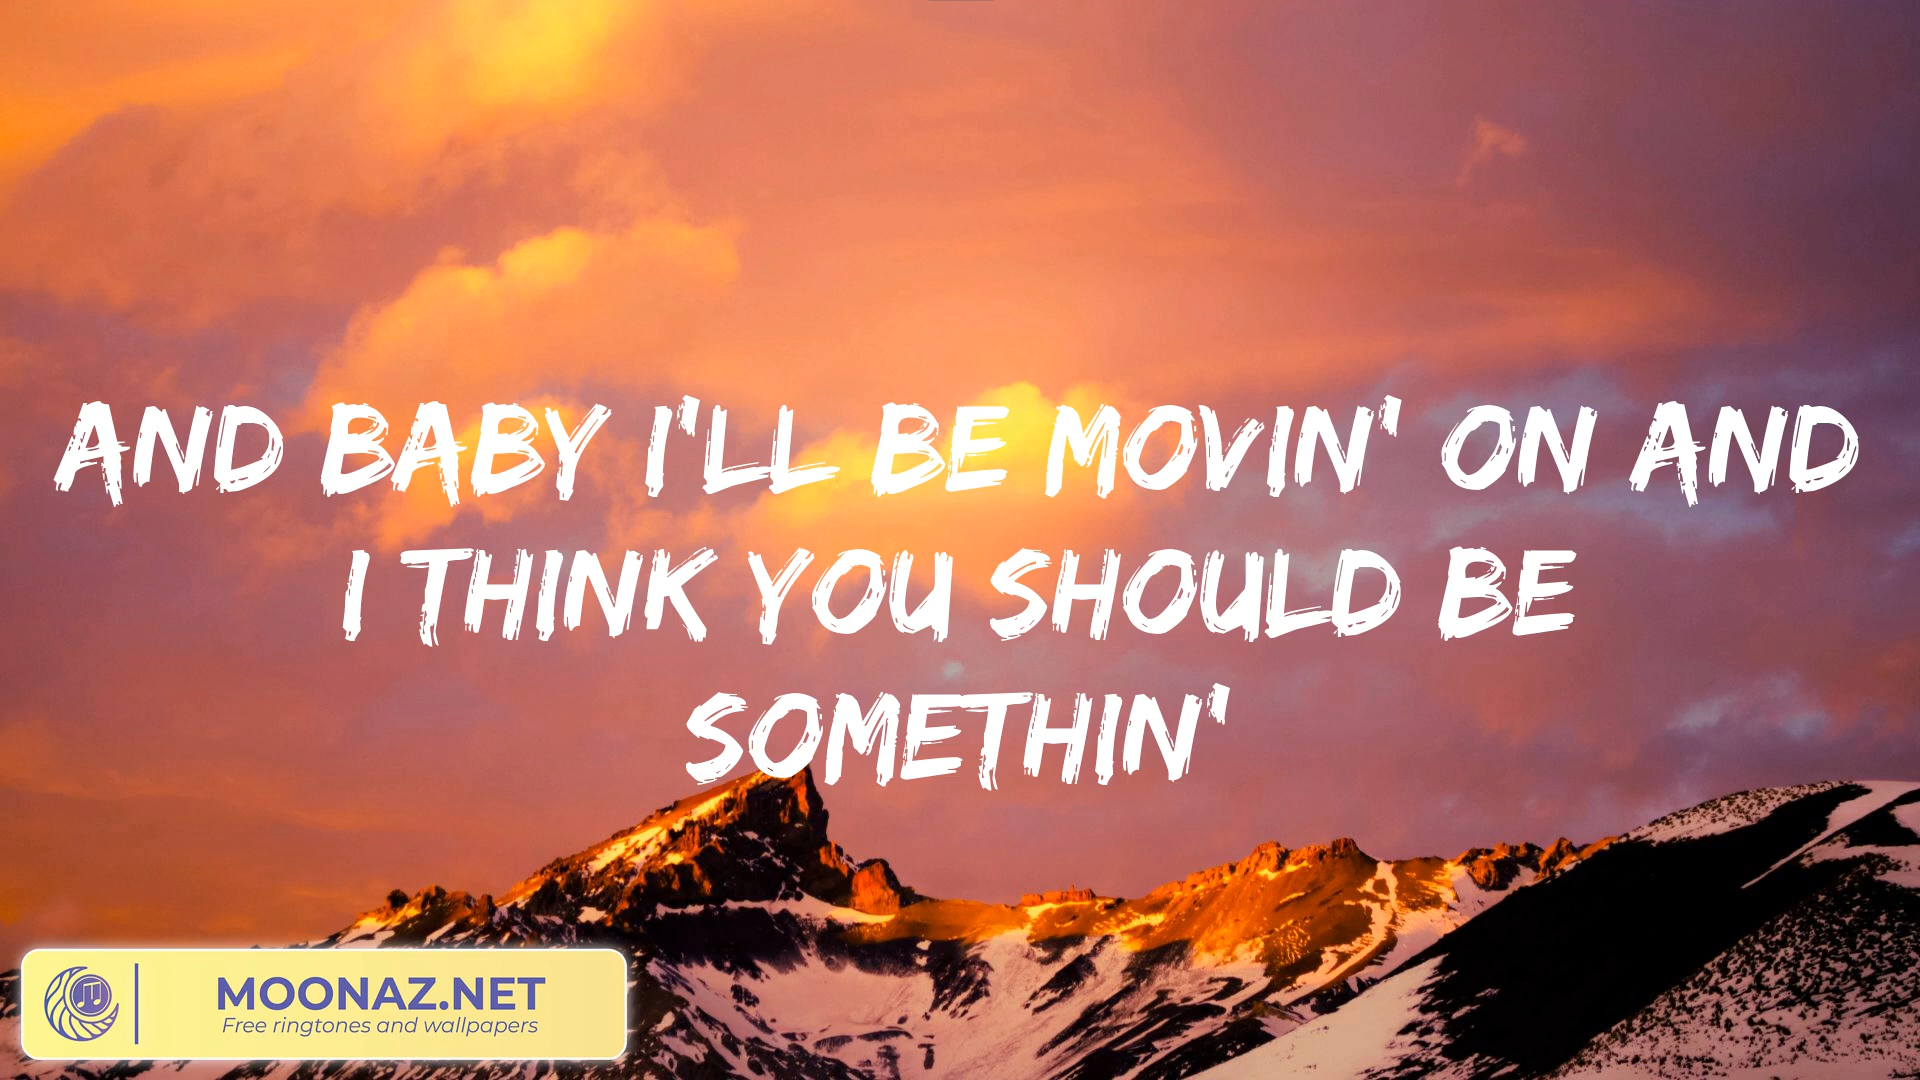 AND BABY I'LL BE MOVIN' ON AND
I THINK YOU SHOULD BE
SOMETHIN'
MOONAZ.NET
Free ringtones and wallpapers